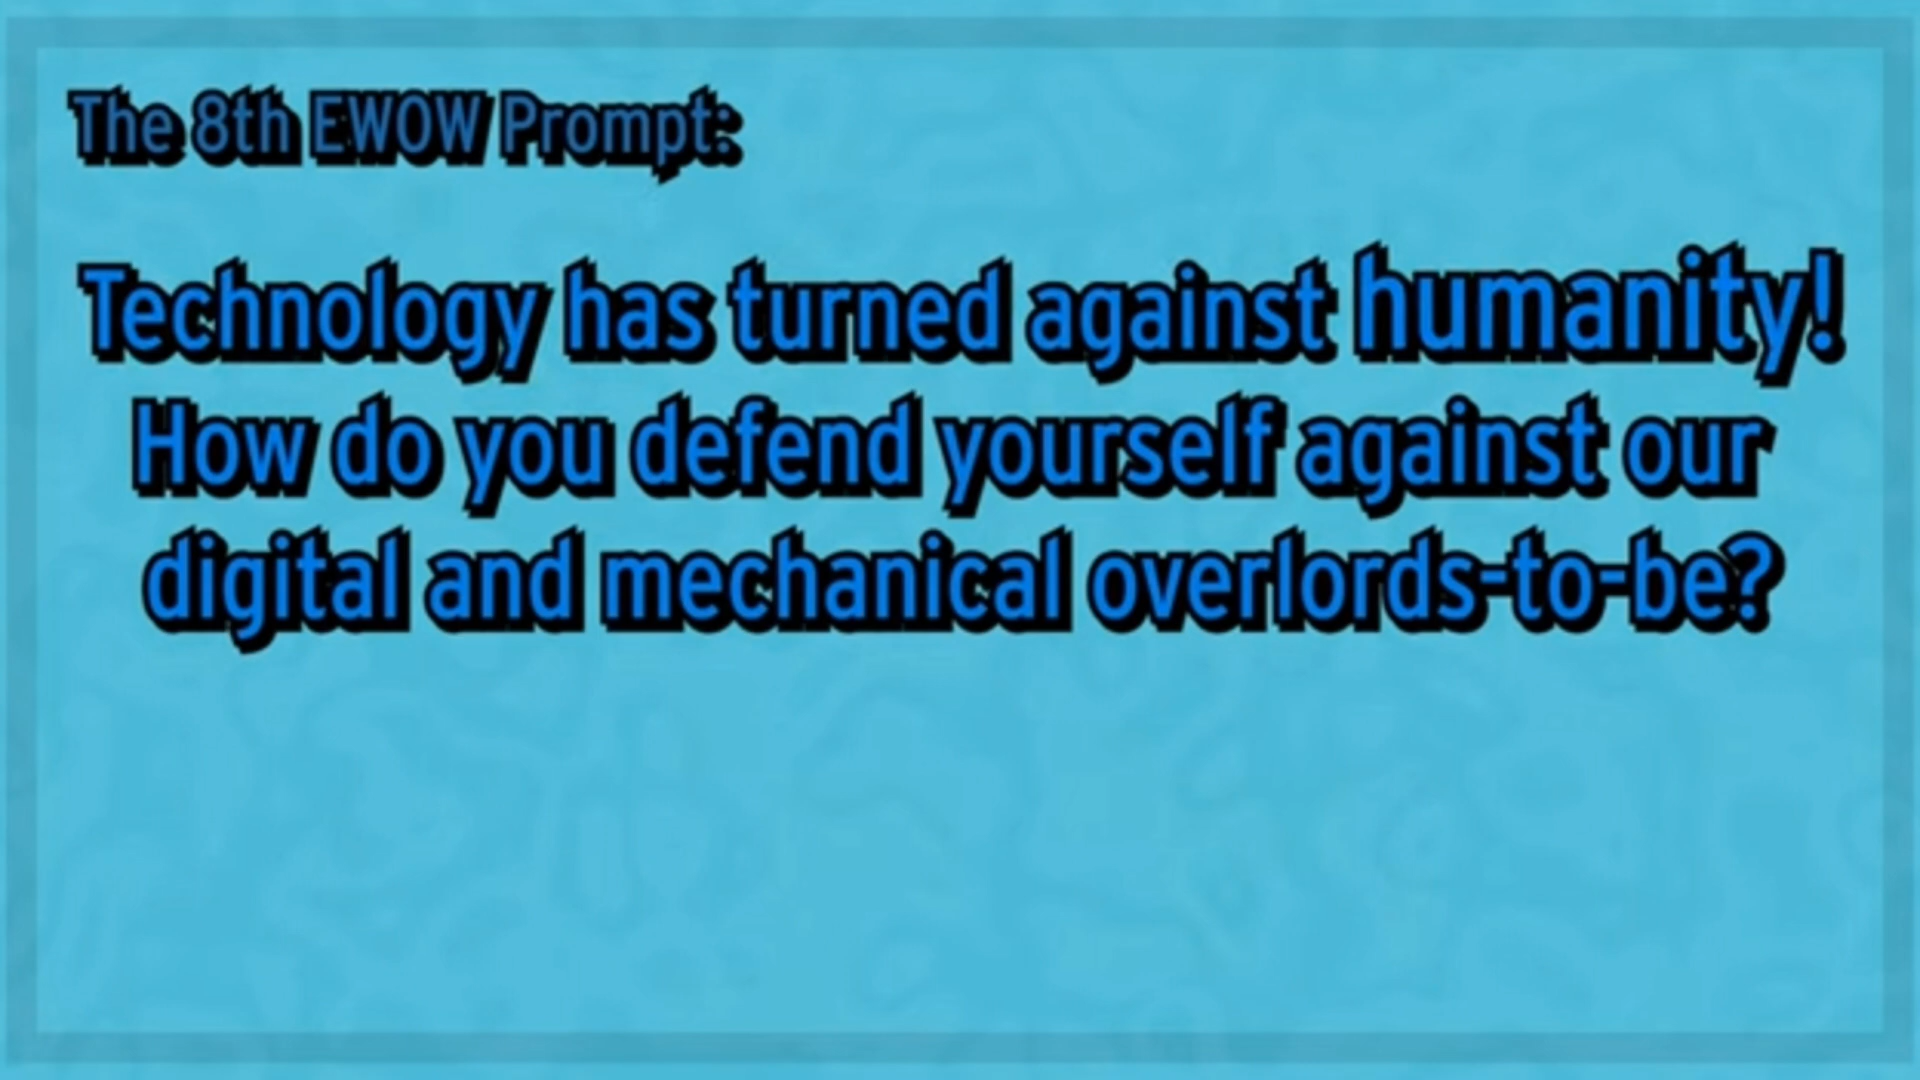 The 8th EWOW Prompt:
Technology has turned against humanity!
How do you defend yourself against our
digital and mechanical overlords-to-be?